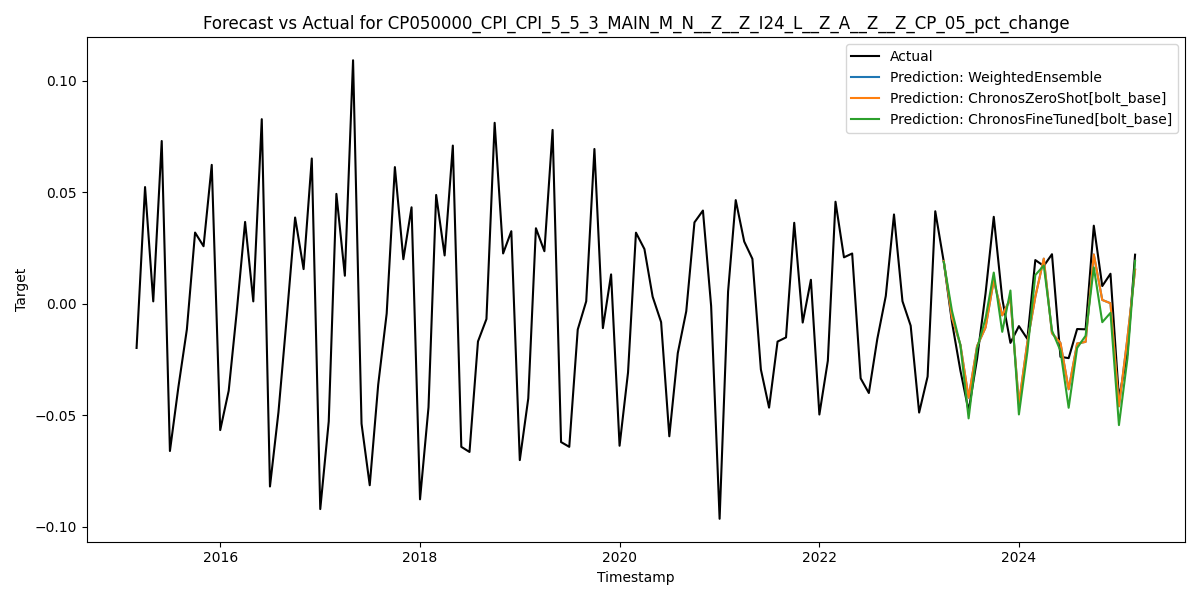 Forecast vs Actual for CP050000_CPI_CPI_5_5_3_MAIN_M_N__Z__Z_I24_L__Z_A__Z__Z_CP_05_pct_change
Actual
Prediction: WeightedEnsemble
Prediction: ChronosZeroShot[bolt_base]
Prediction: ChronosFineTuned[bolt_base]
0.10
0.05
0.00
−0.05
−0.10
Target
2016
2018
2020
2022
2024
Timestamp